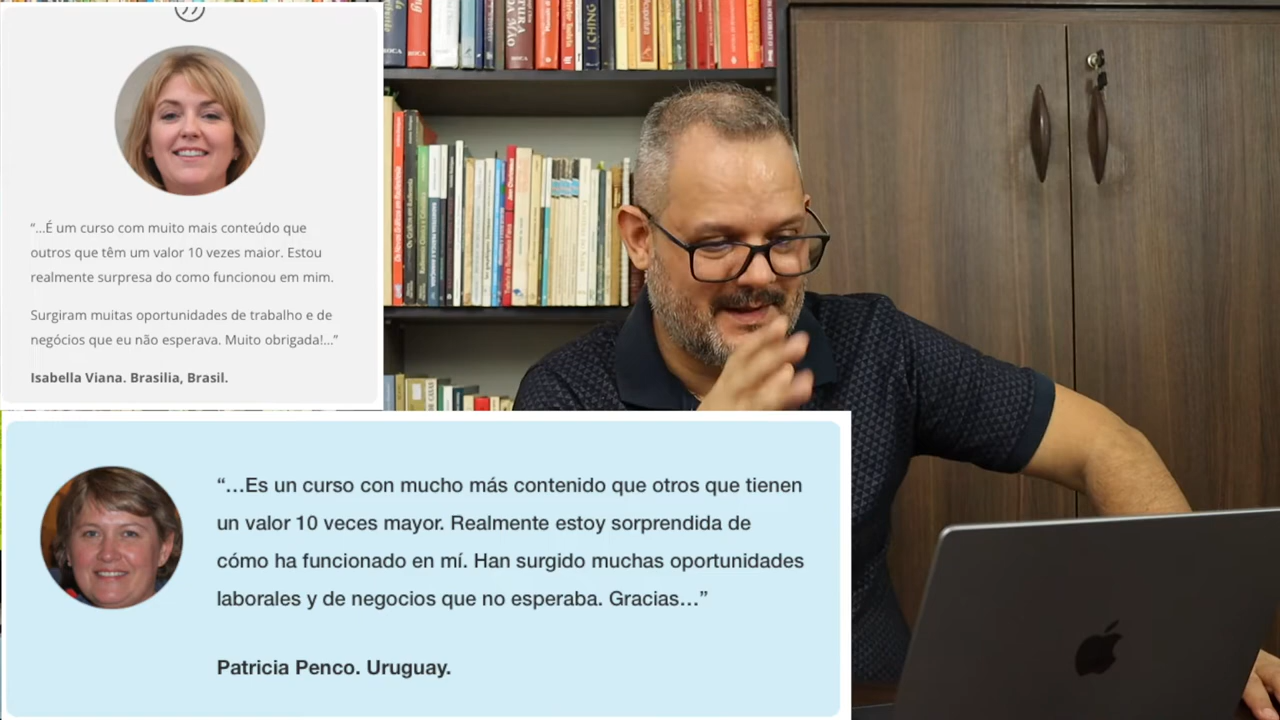 “...É um curso com muito mais conteúdo que
outros que têm um valor 10 vezes maior. Estou
realmente surpresa do como funcionou em mim.
Surgiram muitas oportunidades de trabalho e de
negócios que eu não esperava. Muito obrigada!...”
Isabella Viana. Brasilia, Brasil.
ROCA
ROCA
I CHING
“...Es un curso con mucho más contenido que otros que tienen
un valor 10 veces mayor. Realmente estoy sorprendida de
cómo ha funcionado en mí. Han surgido muchas oportunidades
laborales y de negocios que no esperaba. Gracias...”
Patricia Penco. Uruguay.